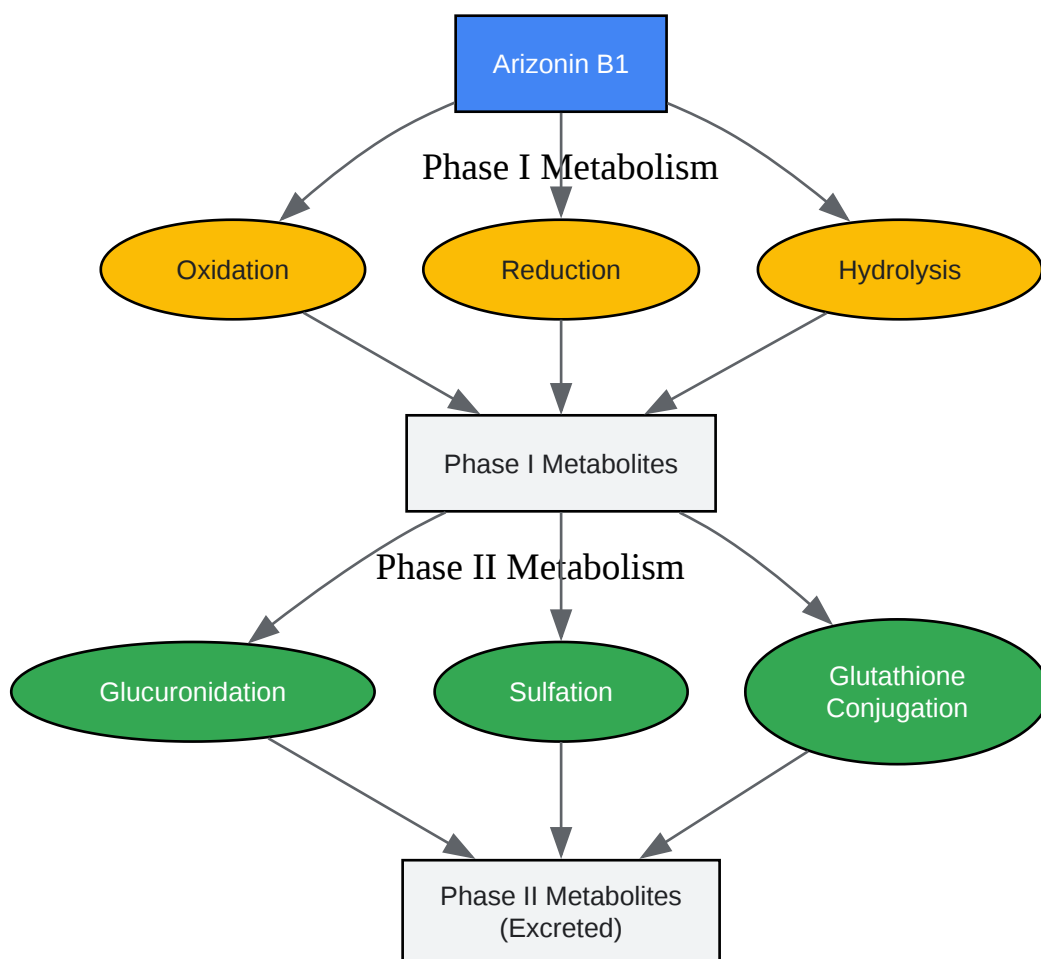 Arizonin B1
Phase I Metabolism
Oxidation
Reduction
Hydrolysis
Phase I Metabolites
Phase II Metabolism
Glucuronidation
Sulfation
Glutathione
Conjugation
Phase II Metabolites
(Excreted)